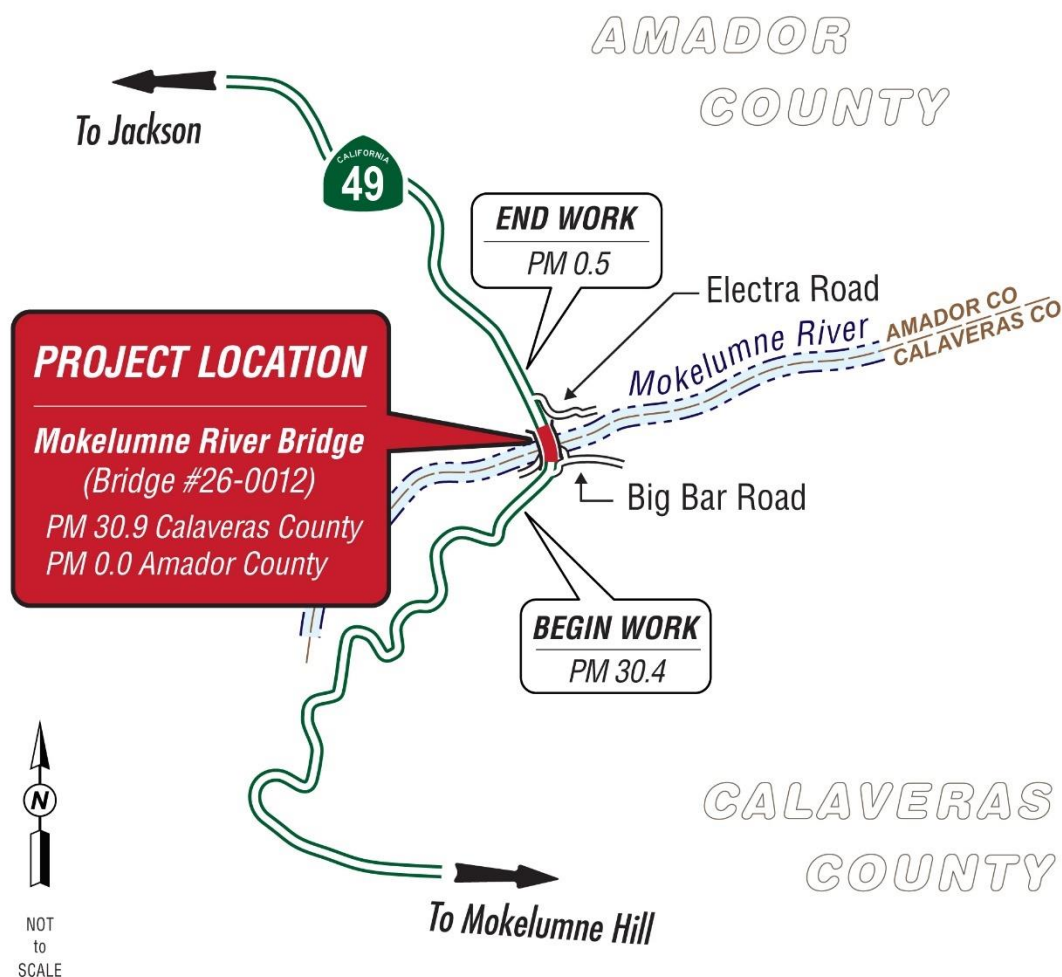 AMADOR
COUNTY
To Jackson
CALIFORNIA
49
END WORK
PM 0.5
Electra Road
Mokelumne River
AMADOR CO
CALAVERAS CO
PROJECT LOCATION
Mokelumne River Bridge
(Bridge #26-0012)
PM 30.9 Calaveras County
PM 0.0 Amador County
Big Bar Road
BEGIN WORK
PM 30.4
N
NOT
to
SCALE
CALAVERAS
COUNTY
To Mokelumne Hill